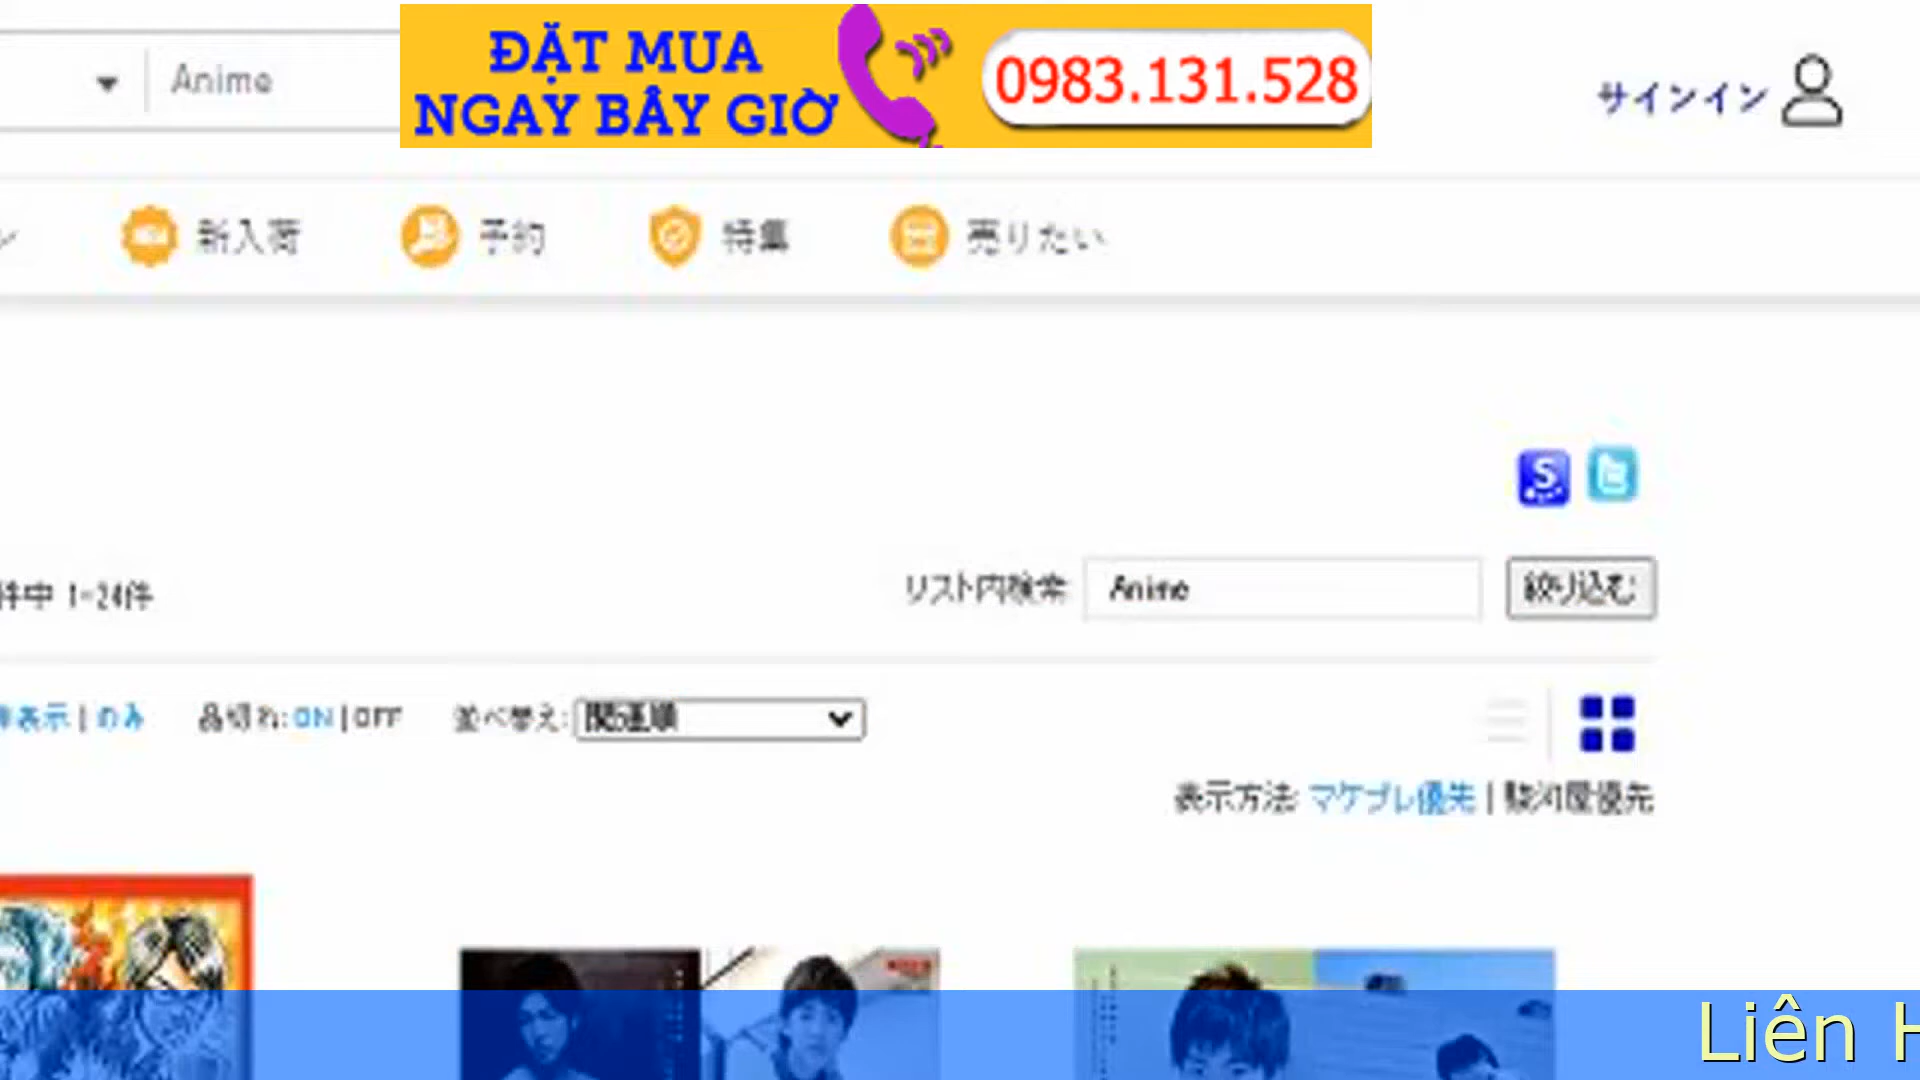 Anime
ĐẶT MUA
NGAY BÂY GIỜ
0983.131.528
サインイン
新入荷
予約
特集
売りたい
件中 1-24件
リスト内検索
Anime
絞り込む
表示 | のみ
品切れ:ON|OFF
並べ替え:
関連順
表示方法: マケプレ優先 | 駿河屋優先
Liên H